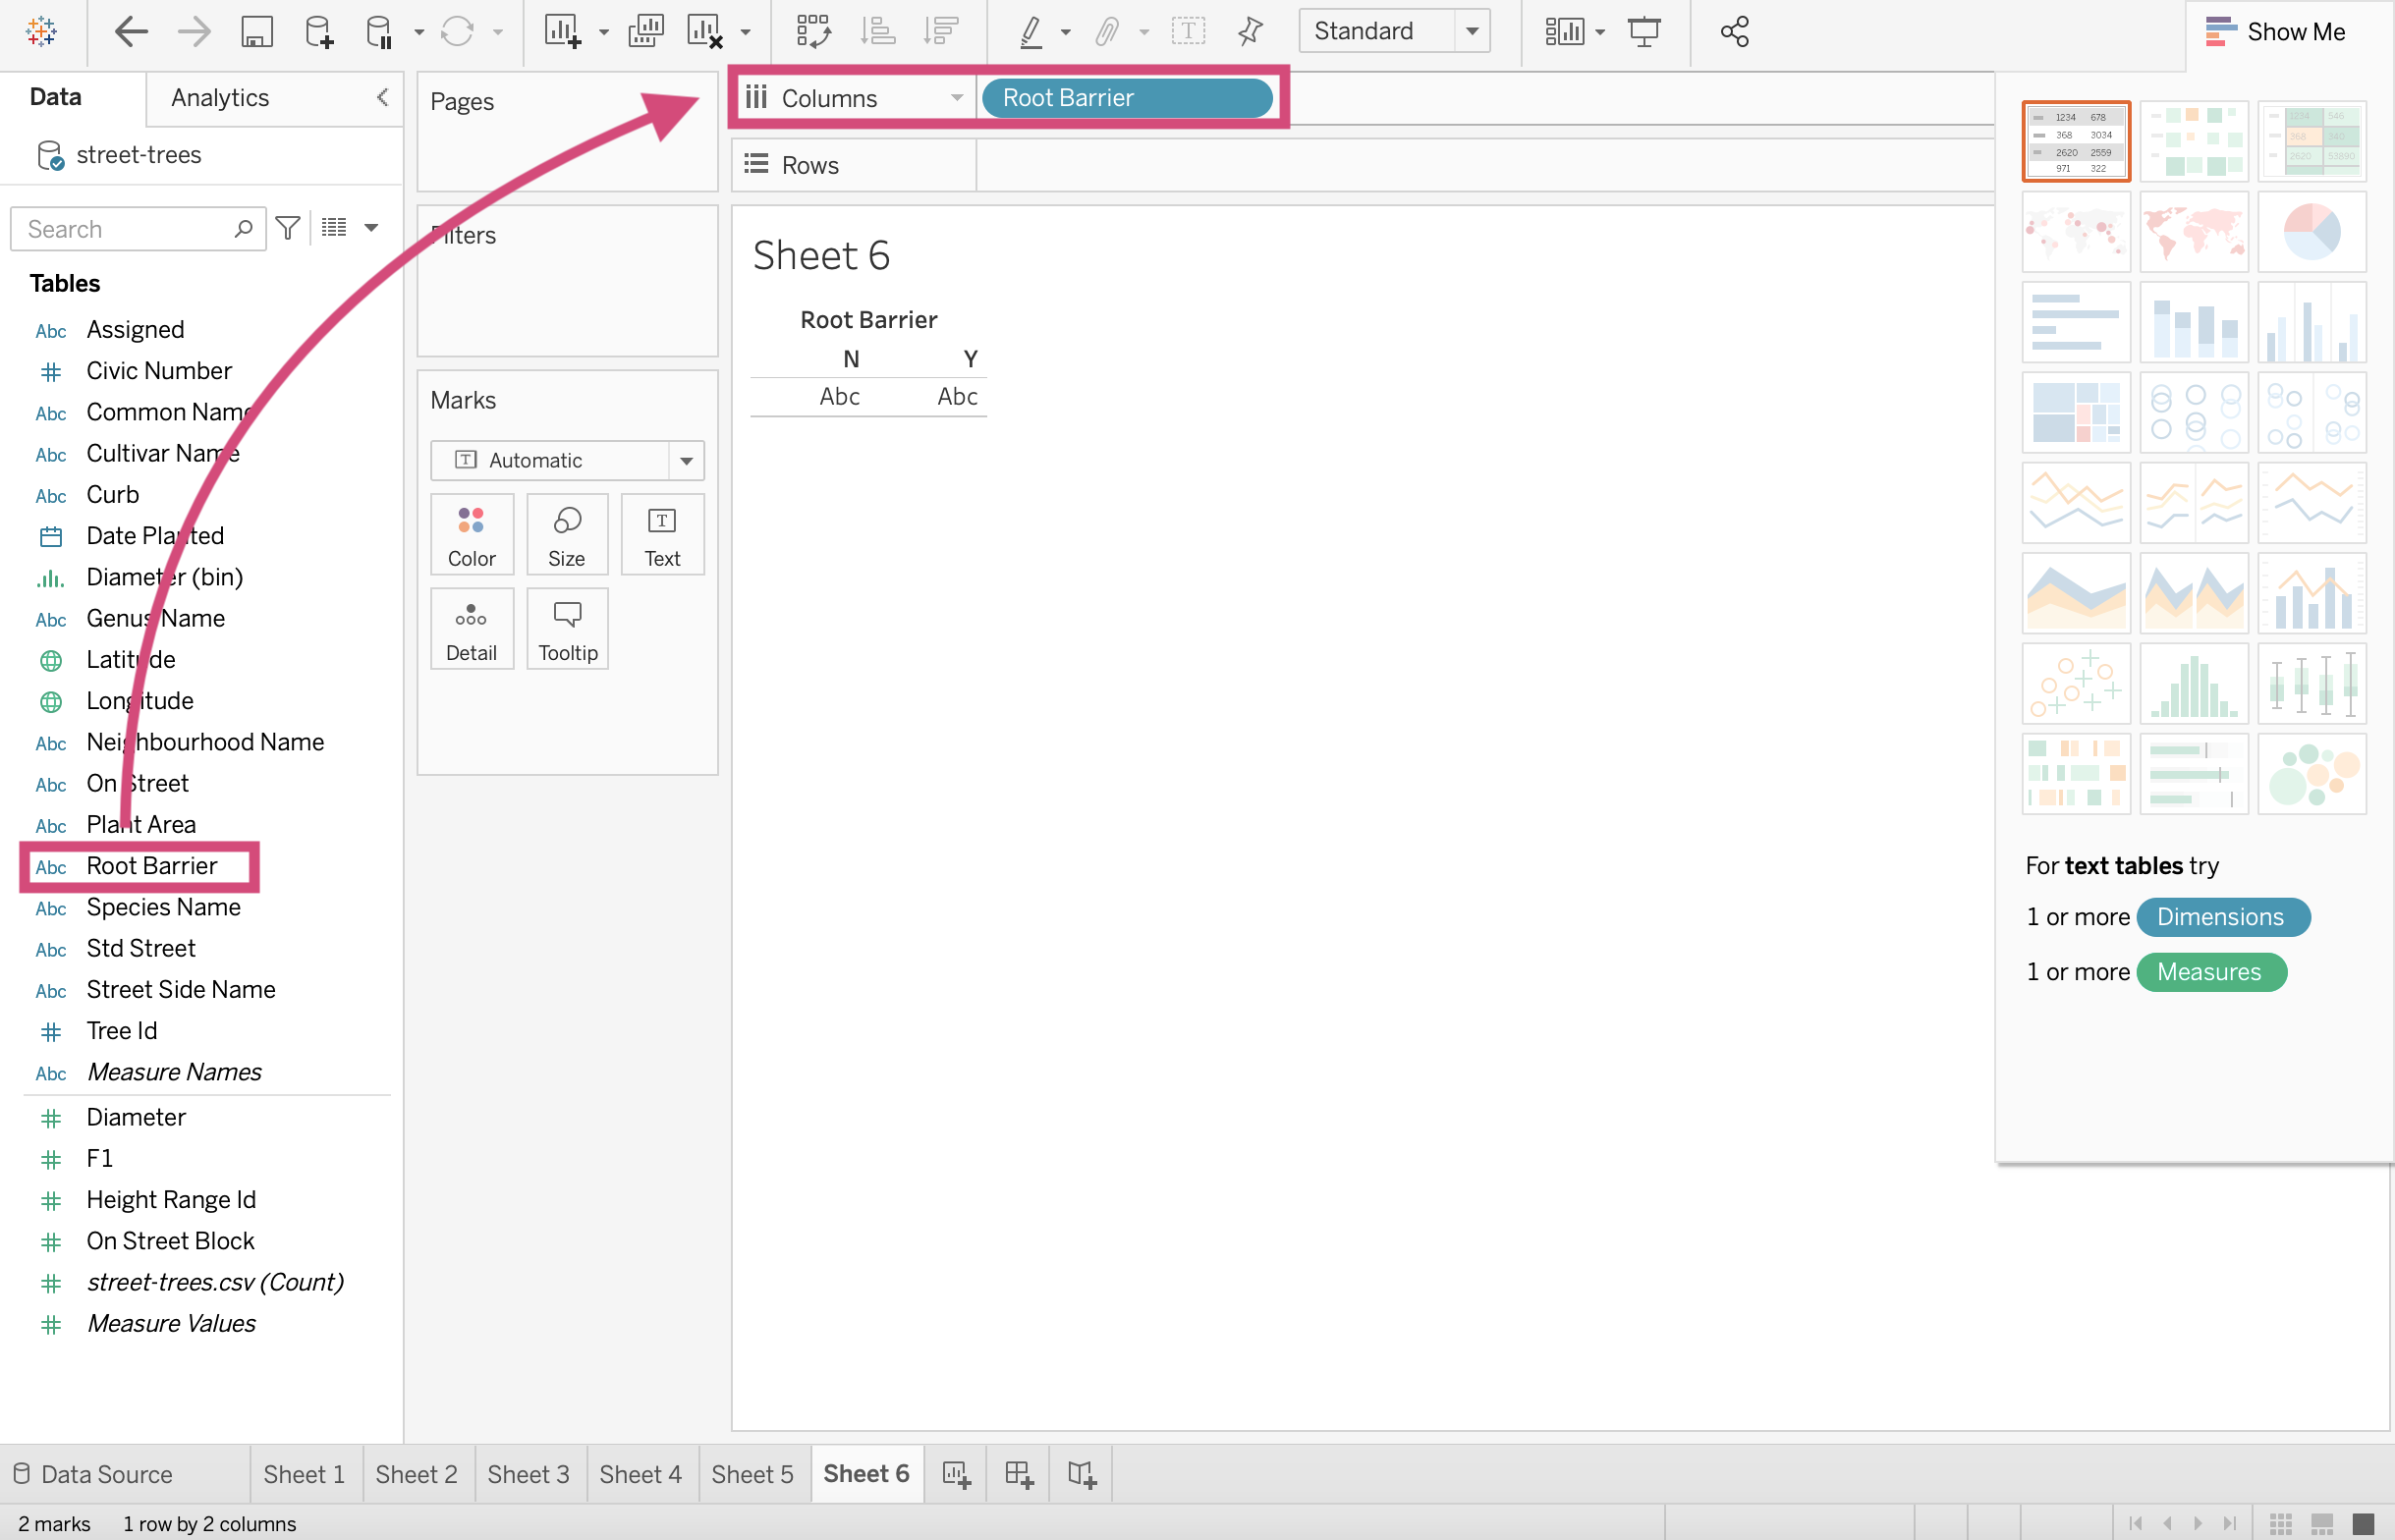 Standard
Show Me
Data
Analytics
street-trees
Search
Tables
Abc Assigned
Civic Number
Abc Common Name
Abc Cultivar Name
Abc Curb
Date Planted
Diameter (bin)
Abc Genus Name
Latitude
Longitude
Abc Neighbourhood Name
Abc On Street
Abc Plant Area
Abc Root Barrier
Abc Species Name
Abc Std Street
Abc Street Side Name
Tree Id
Abc Measure Names
Diameter
F1
Height Range Id
On Street Block
street-trees.csv (Count)
Measure Values
Pages
Filters
Marks
T Automatic
Color
Size
T
Text
Detail
Tooltip
Columns
Root Barrier
Rows
Sheet 6
Root Barrier
N Y
Abc Abc
1234 678
368 3034
2620 2559
971 322
1234 546
368 340
2620 53890
For text tables try
1 or more Dimensions
1 or more Measures
Data Source
Sheet 1
Sheet 2
Sheet 3
Sheet 4
Sheet 5
Sheet 6
2 marks 1 row by 2 columns